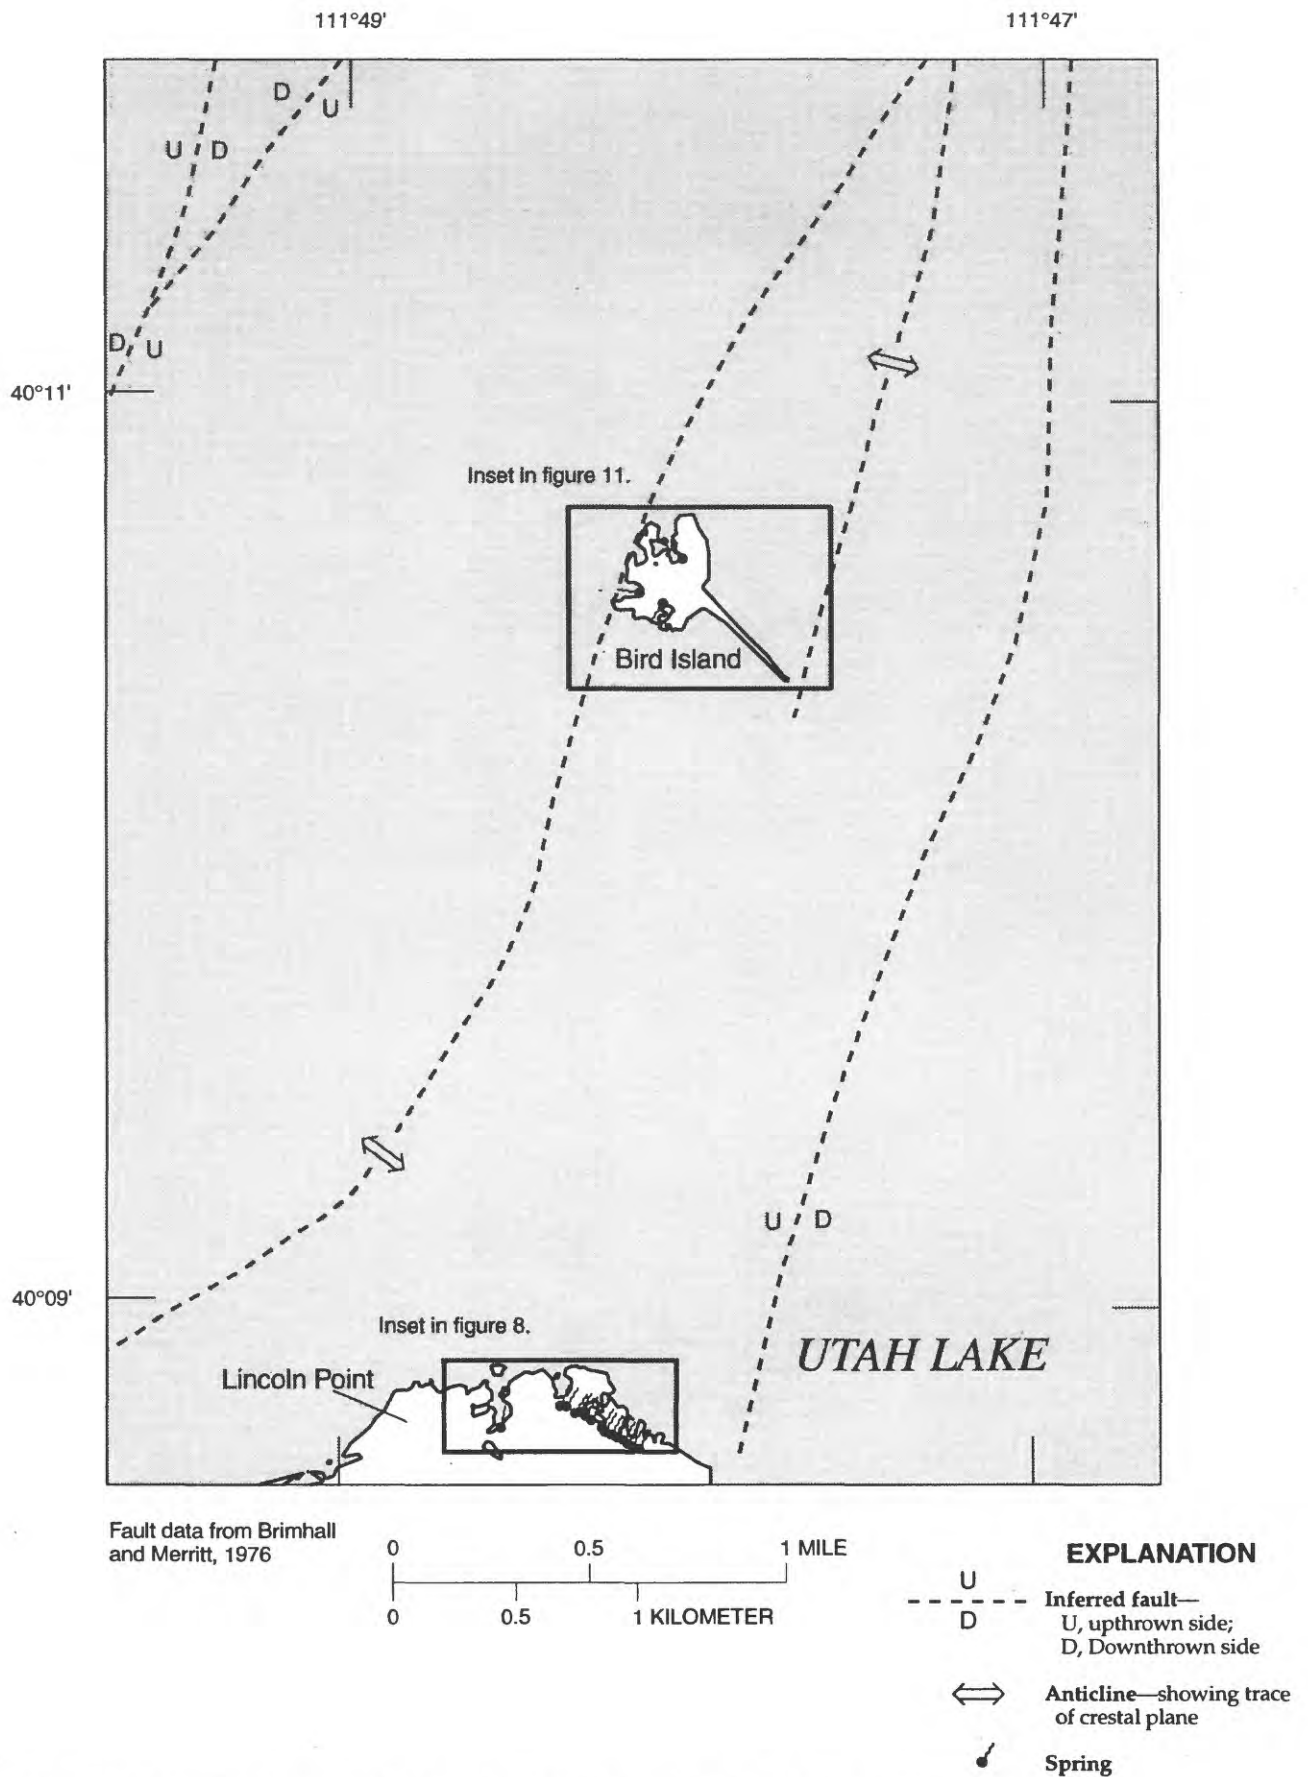 111°49'
111°47'
D
U
U
D
D
U
40°11'
Inset in figure 11.
Bird Island
U
D
40°09'
Inset in figure 8.
UTAH LAKE
Lincoln Point
Fault data from Brimhall
and Merritt, 1976
0 0.5 1 MILE
0 0.5 1 KILOMETER
EXPLANATION
U
D
Inferred fault—
U, upthrown side;
D, Downthrown side
Anticline—showing trace
of crestal plane
Spring